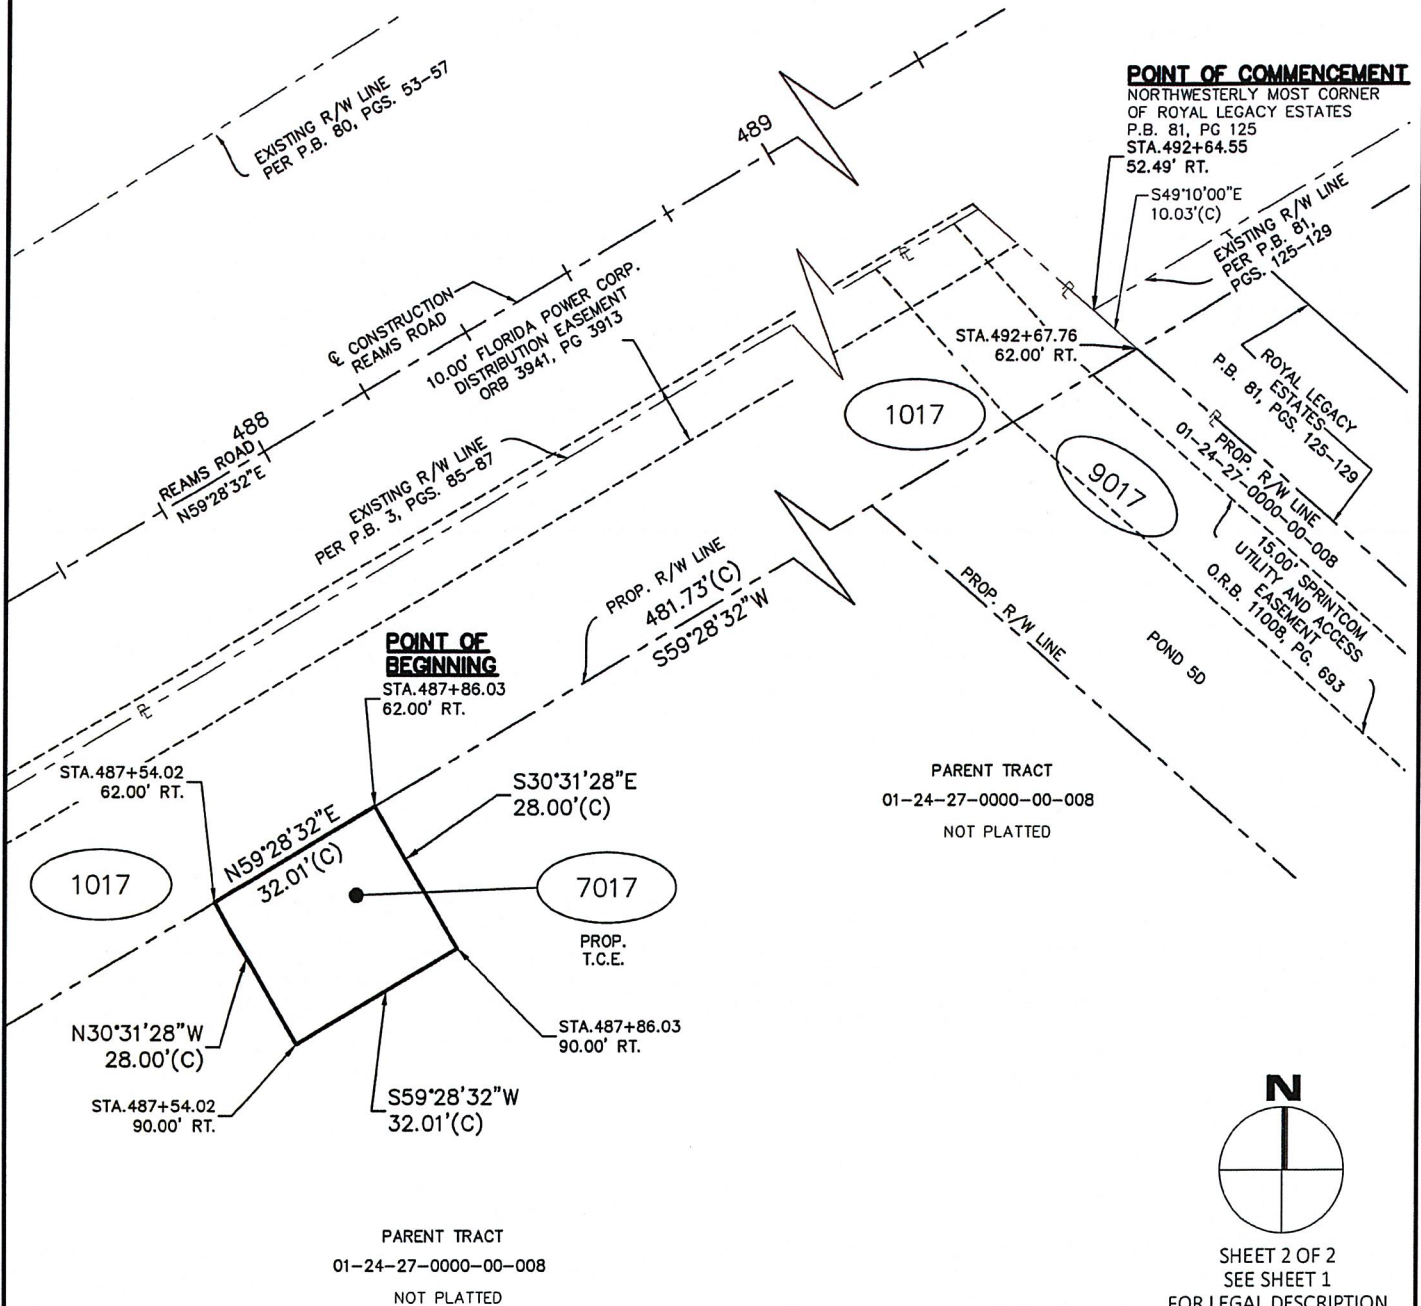 EXISTING R/W LINE
PER P.B. 80, PGS. 53-57
489
POINT OF COMMENCEMENT
NORTHWESTERLY MOST CORNER
OF ROYAL LEGACY ESTATES
P.B. 81, PG 125
STA.492+64.55
52.49' RT.
S49°10'00"E
10.03'(C)
EXISTING R/W LINE
PER P.B. 81,
PGS. 125-129
℄ CONSTRUCTION
REAMS ROAD
10.00' FLORIDA POWER CORP.
DISTRIBUTION EASEMENT
ORB 3941, PG 3913
℄
℄
STA.492+67.76
62.00' RT.
ROYAL LEGACY
ESTATES
P.B. 81, PGS. 125-129
488
REAMS ROAD
N59°28'32"E
EXISTING R/W LINE
PER P.B. 3, PGS. 85-87
1017
9017
℄
PROP. R/W LINE
01-24-27-0000-00-008
15.00' SPRINTCOM
UTILITY AND ACCESS
EASEMENT
O.R.B. 11008, PG. 693
PROP. R/W LINE
481.73'(C)
S59°28'32"W
PROP. R/W LINE
POND 5D
POINT OF
BEGINNING
STA.487+86.03
62.00' RT.
℄
STA.487+54.02
62.00' RT.
S30°31'28"E
28.00'(C)
PARENT TRACT
01-24-27-0000-00-008
NOT PLATTED
N59°28'32"E
32.01'(C)
1017
7017
PROP.
T.C.E.
N30°31'28"W
28.00'(C)
STA.487+86.03
90.00' RT.
STA.487+54.02
90.00' RT.
S59°28'32"W
32.01'(C)
N
PARENT TRACT
01-24-27-0000-00-008
NOT PLATTED
SHEET 2 OF 2
SEE SHEET 1
FOR LEGAL DESCRIPTION